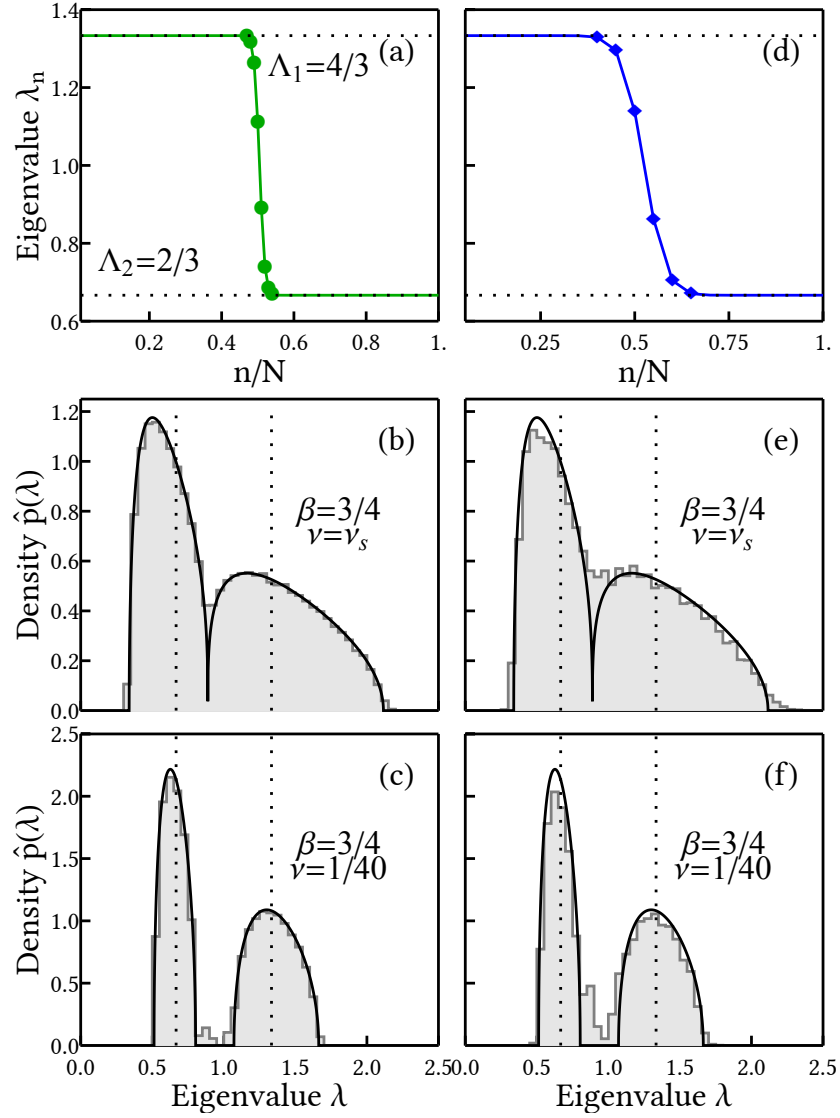 1.4
1.2
1.0
0.8
0.6
Eigenvalue λn
(a)
Λ1=4/3
Λ2=2/3
0.2 0.4 0.6 0.8 1.
n/N
(d)
0.25 0.5 0.75 1.
n/N
1.2
1.0
0.8
0.6
0.4
0.2
0.0
Density p̂(λ)
(b)
β=3/4
ν=νs
(e)
β=3/4
ν=νs
2.5
2.0
1.5
1.0
0.5
0.0
Density p̂(λ)
(c)
β=3/4
ν=1/40
0.0 0.5 1.0 1.5 2.0 2.5
Eigenvalue λ
(f)
β=3/4
ν=1/40
0.5 1.0 1.5 2.0 2.5
Eigenvalue λ